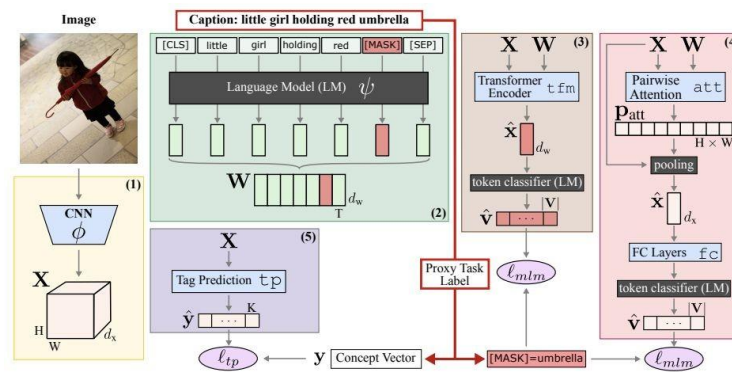 Image
Caption: little girl holding red umbrella
[CLS] little girl holding red [MASK] [SEP]
Language Model (LM) ψ
W
d_w
T
(2)
(1)
CNN
ϕ
X
H
W
d_x
(5)
X
Tag Prediction tp
K
ŷ
...
ℓ_tp
y Concept Vector
Proxy Task
Label
[MASK]=umbrella
(3)
X W
Transformer
Encoder tfm
x̂
d_w
token classifier (LM)
|V|
v̂
...
ℓ_mlm
(4
X W
Pairwise
Attention att
p_att
H × W
pooling
x̂
d_x
FC Layers fc
token classifier (LM)
|V|
v̂
...
ℓ_mlm